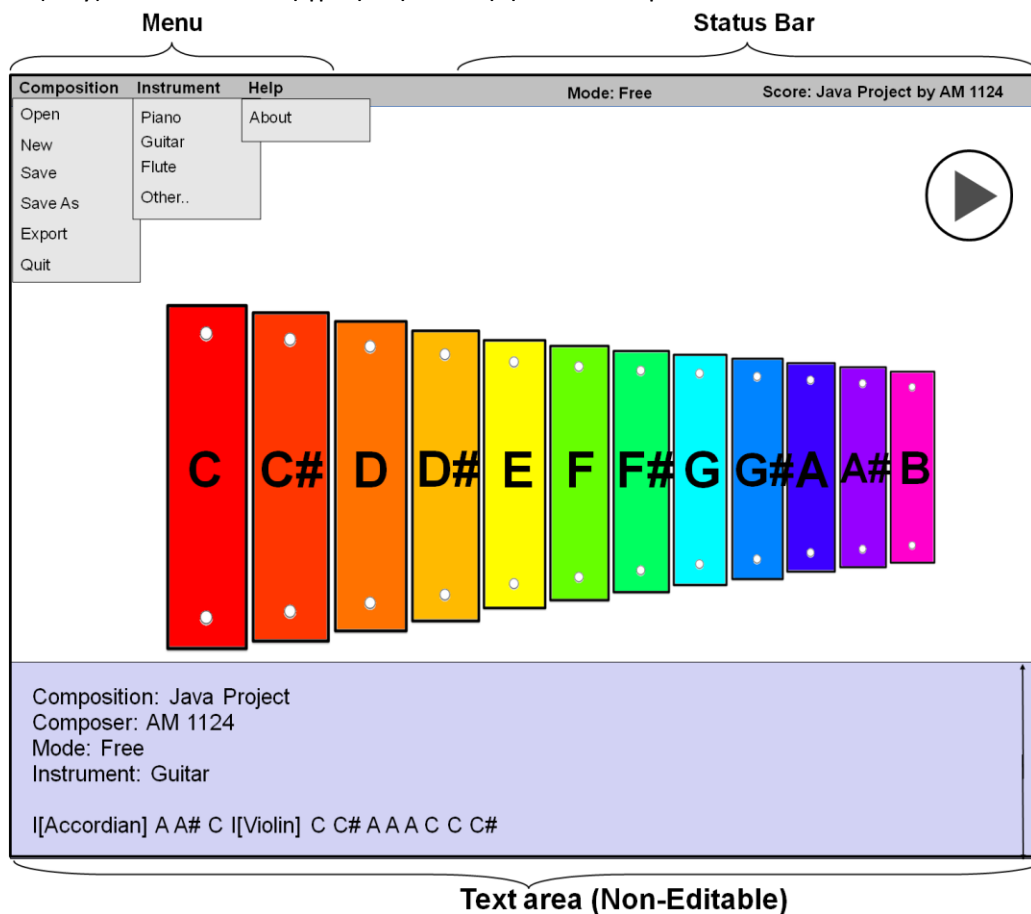 Menu
Status Bar
Composition Instrument Help
Mode: Free
Score: Java Project by AM 1124
Open
New
Save
Save As
Export
Quit
Piano
Guitar
Flute
Other..
About
C C# D D# E F F# G G# A A# B
Composition: Java Project
Composer: AM 1124
Mode: Free
Instrument: Guitar
I[Accordian] A A# C I[Violin] C C# A A A C C C#
Text area (Non-Editable)